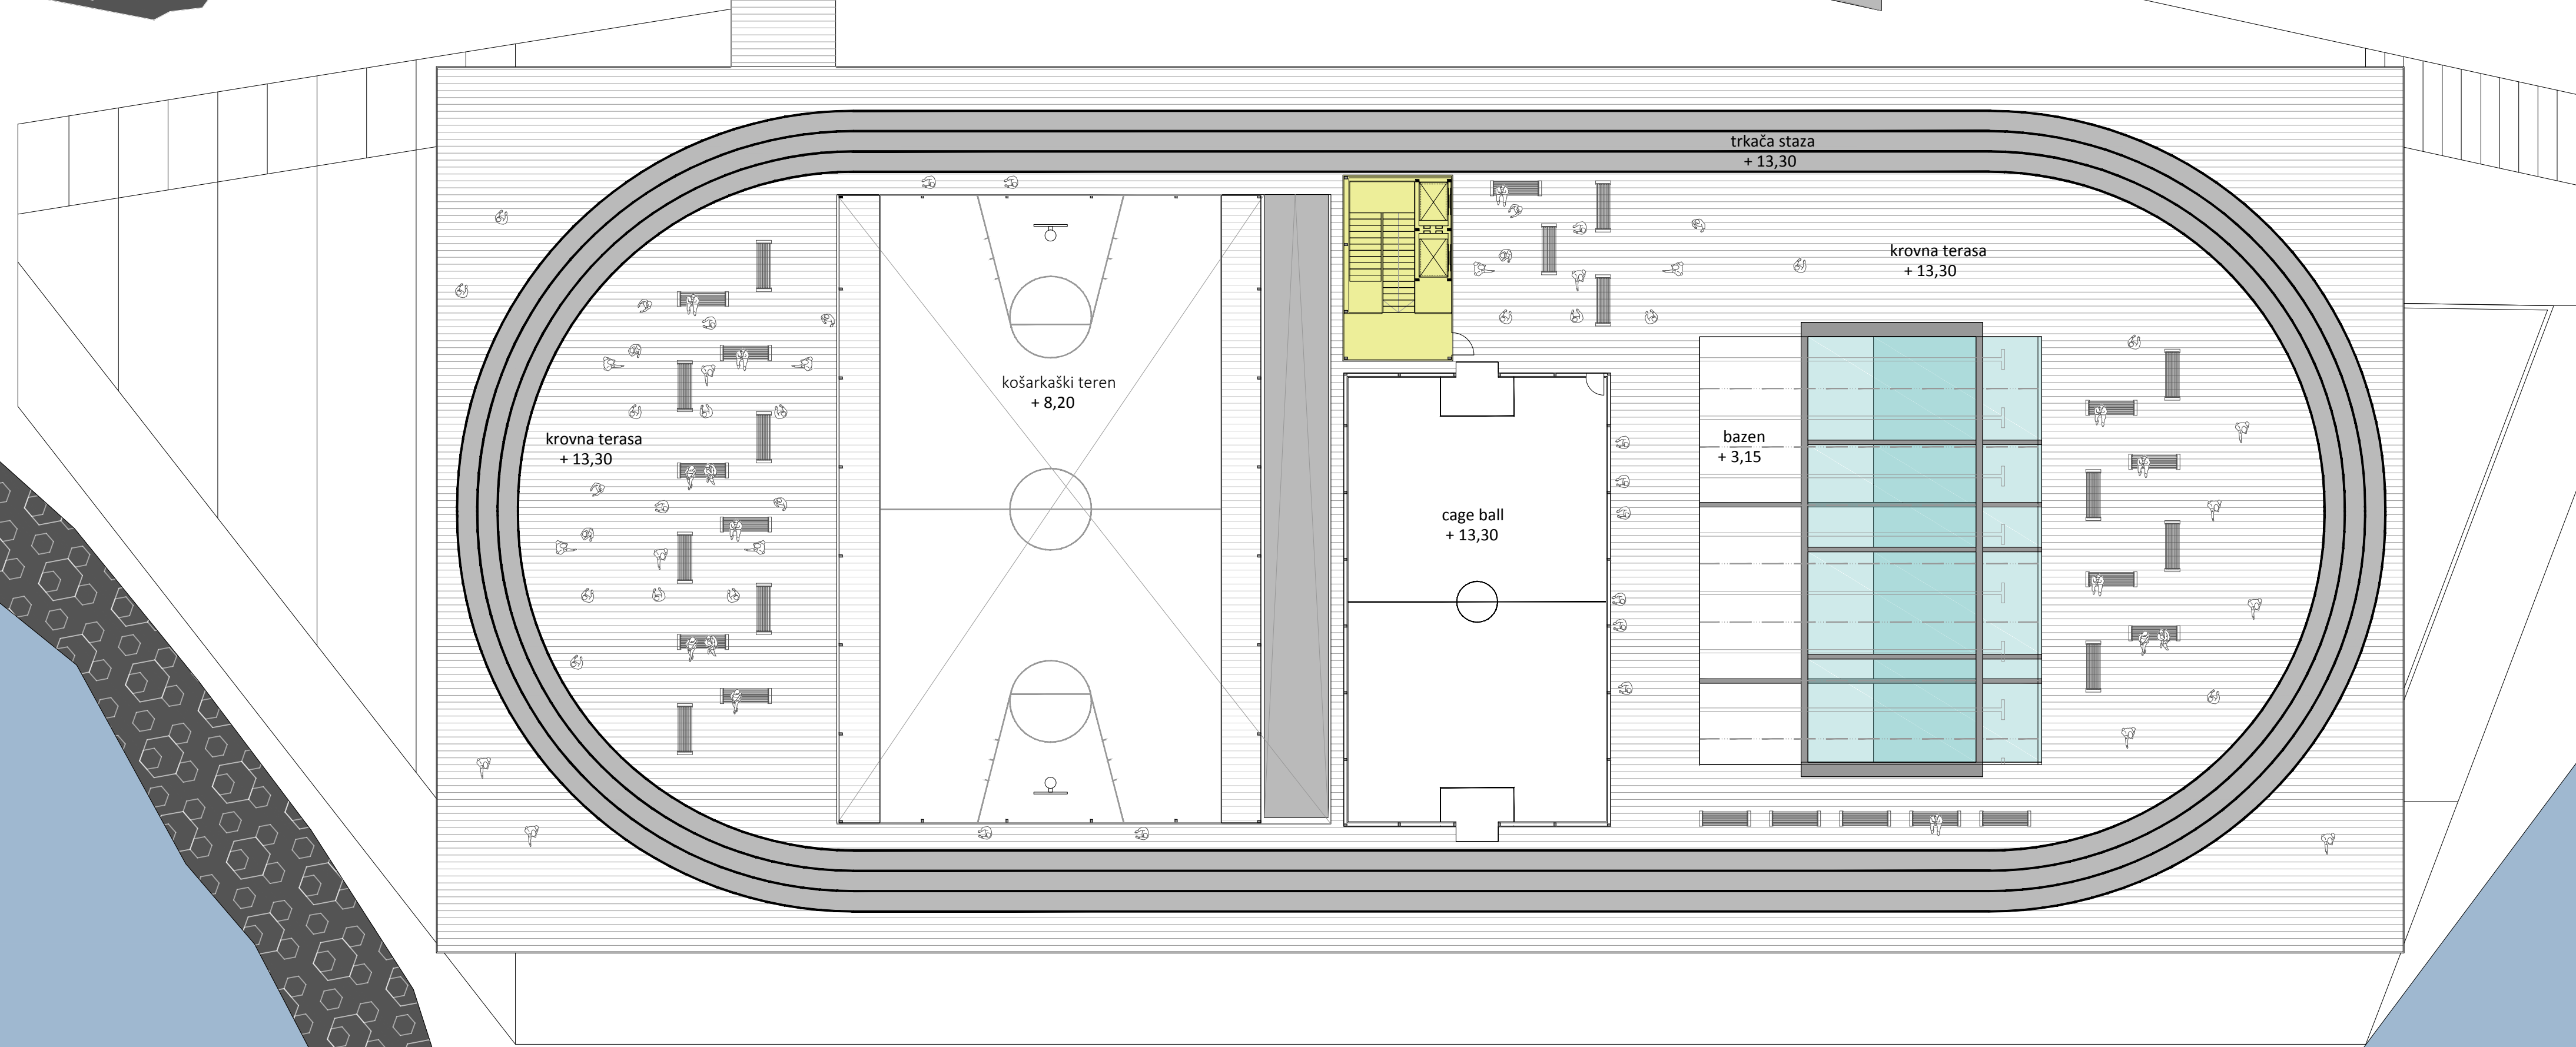 trkača staza
+ 13,30
krovna terasa
+ 13,30
košarkaški teren
+ 8,20
krovna terasa
+ 13,30
bazen
+ 3,15
cage ball
+ 13,30